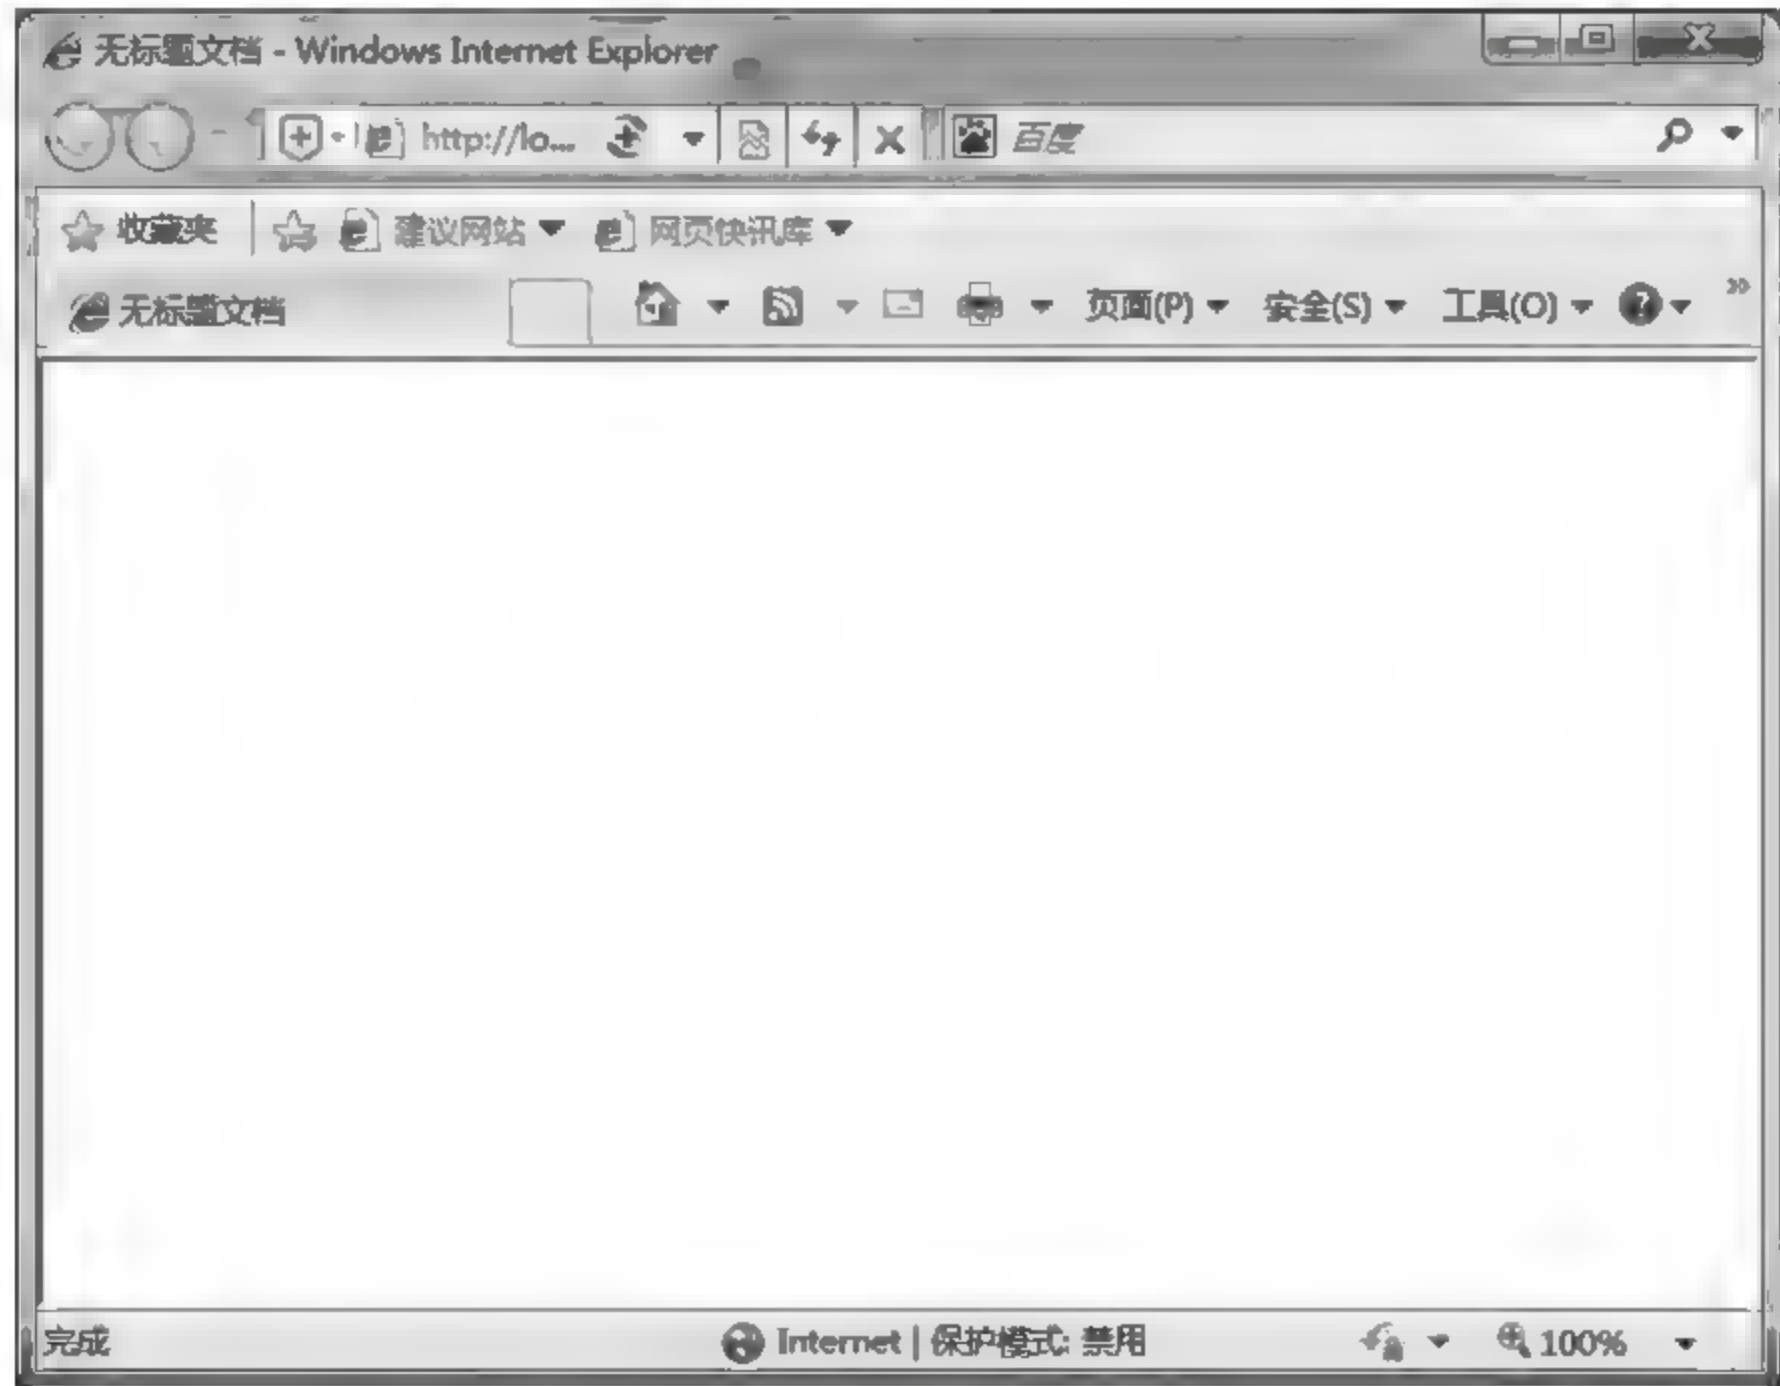 无标题文档 - Windows Internet Explorer
http://lo... 百度
收藏夹 建议网站 网页快讯库
无标题文档 页面(P) 安全(S) 工具(O) »
完成 Internet | 保护模式: 禁用 100%